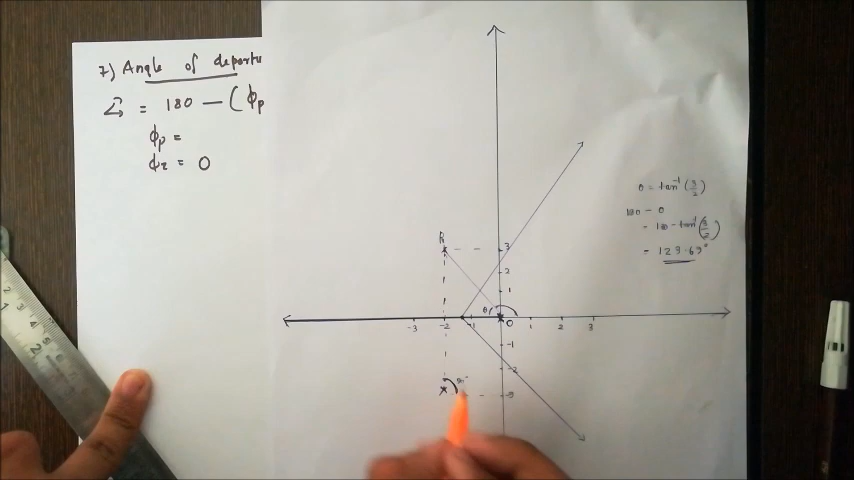 7) Angle of departu
= 180 — (ϕp
ϕp =
ϕz = 0
θ = tan⁻¹ (3/2)
180 - θ
= 180 - tan⁻¹ (3/2)
= 123.69°
3
2
1
θ
0
-3 -2 -1 1 2 3
-1
-2
-3